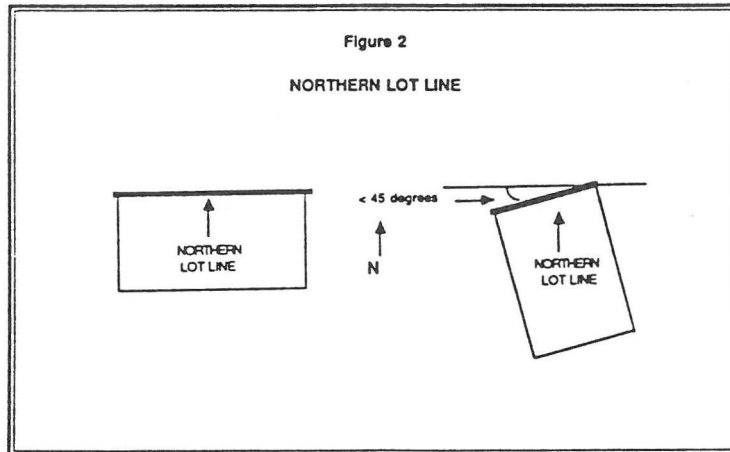 Figure 2
NORTHERN LOT LINE
< 45 degrees
NORTHERN
LOT LINE
N
NORTHERN
LOT LINE